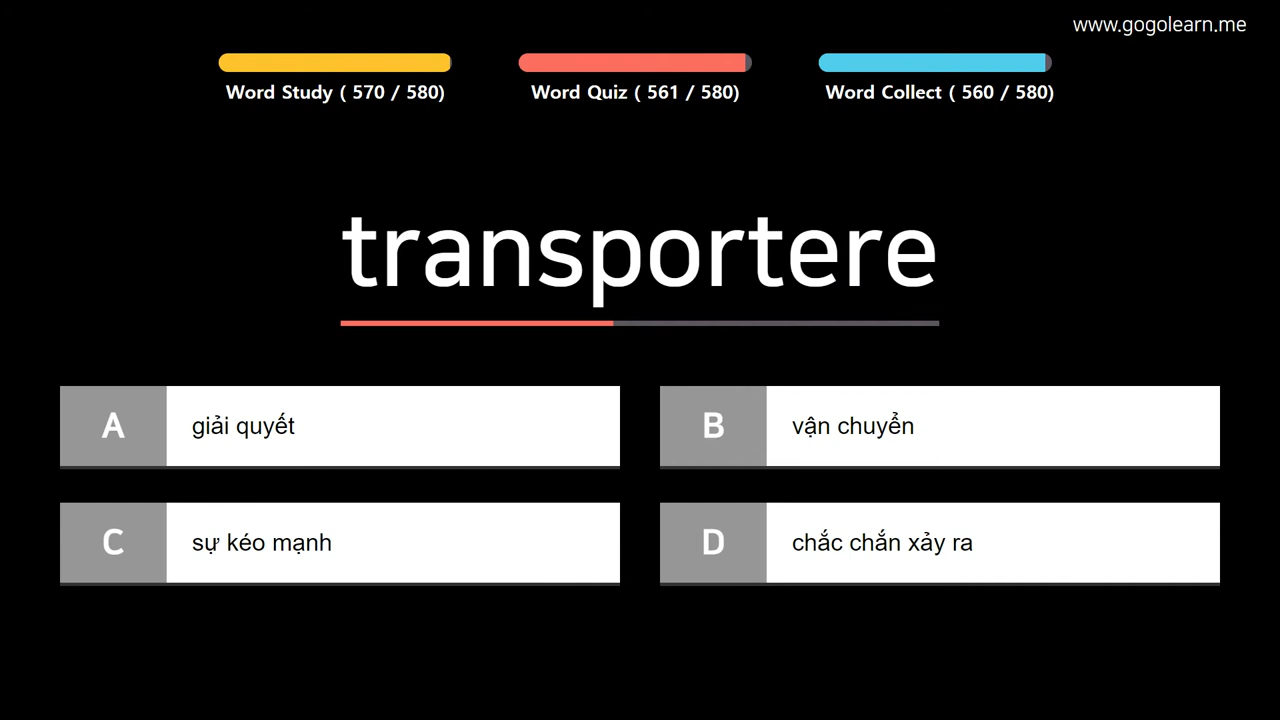 www.gogolearn.me
Word Study ( 570 / 580)
Word Quiz ( 561 / 580)
Word Collect ( 560 / 580)
transportere
A giải quyết
B vận chuyển
C sự kéo mạnh
D chắc chắn xảy ra